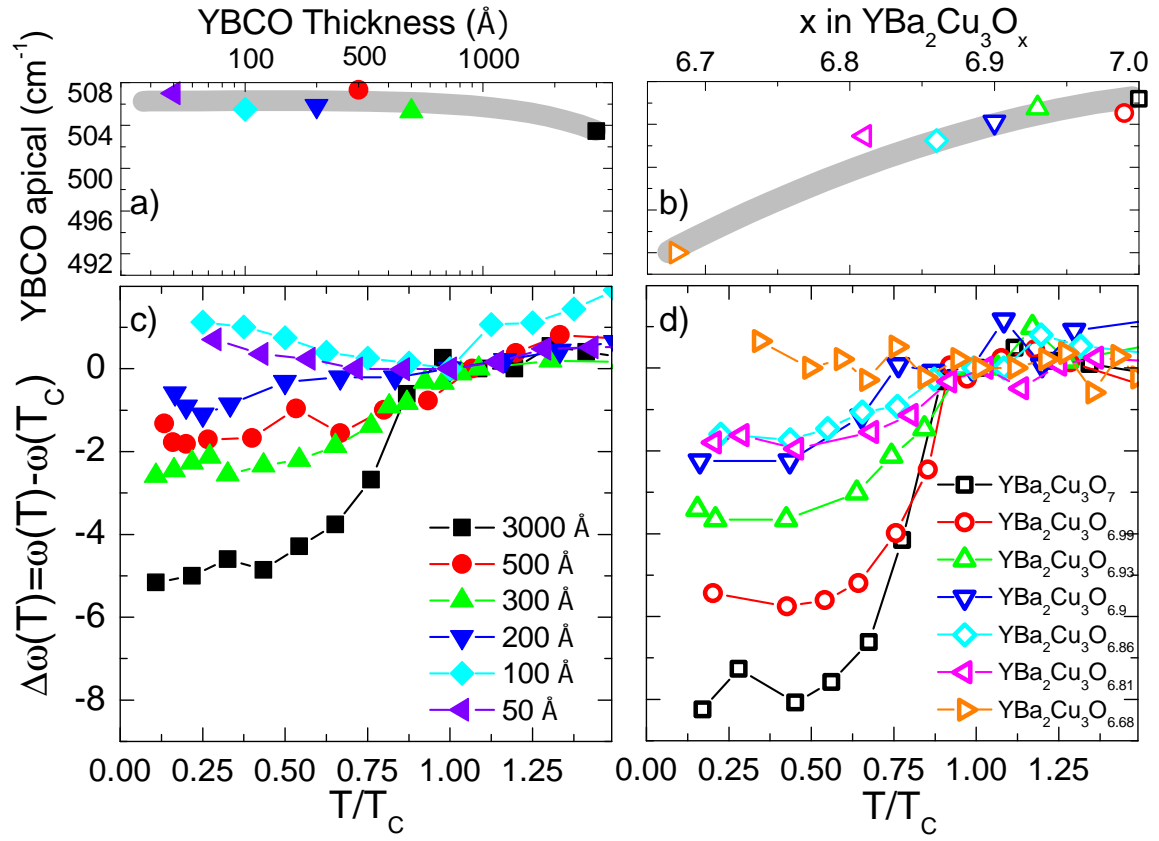 YBCO Thickness (Å)
x in YBa₂Cu₃Oₓ
100 500 1000
6.7 6.8 6.9 7.0
YBCO apical (cm⁻¹)
508
504
500
496
492
a)
b)
Δω(T)=ω(T)-ω(T_C)
0
-2
-4
-6
-8
c)
3000 Å
500 Å
300 Å
200 Å
100 Å
50 Å
d)
YBa₂Cu₃O₇
YBa₂Cu₃O₆.₉₉
YBa₂Cu₃O₆.₉₃
YBa₂Cu₃O₆.₉
YBa₂Cu₃O₆.₈₆
YBa₂Cu₃O₆.₈₁
YBa₂Cu₃O₆.₆₈
0.00 0.25 0.50 0.75 1.00 1.25
0.00 0.25 0.50 0.75 1.00 1.25
T/T_C
T/T_C